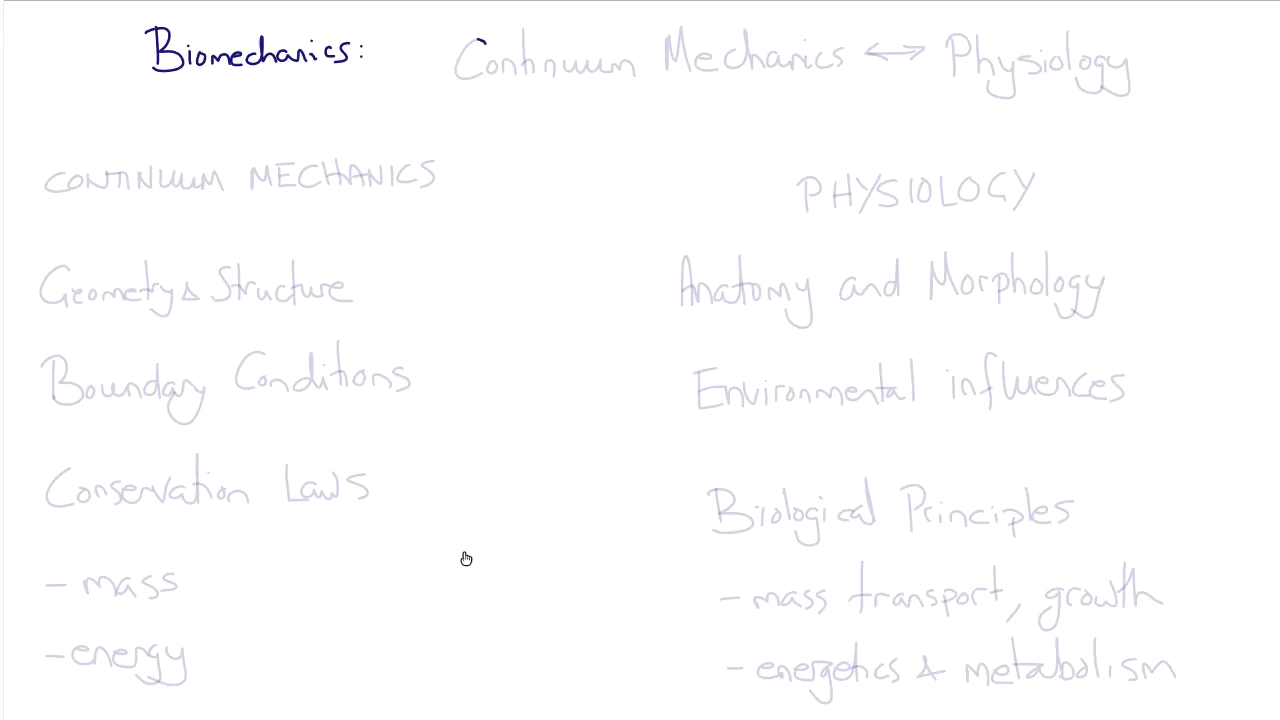 Biomechanics: Continuum Mechanics ↔ Physiology
CONTINUUM MECHANICS
PHYSIOLOGY
Geometry & Structure
Anatomy and Morphology
Boundary Conditions
Environmental influences
Conservation Laws
Biological Principles
- mass
- mass transport, growth
- energy
- energetics & metabolism